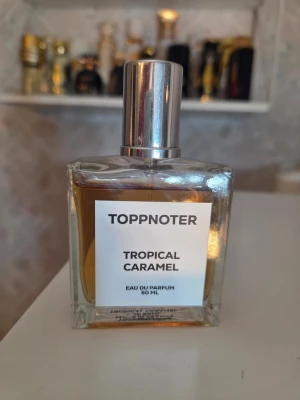 TOPPNOTER
TROPICAL
CARAMEL
EAU DU PARFUM
50 ML